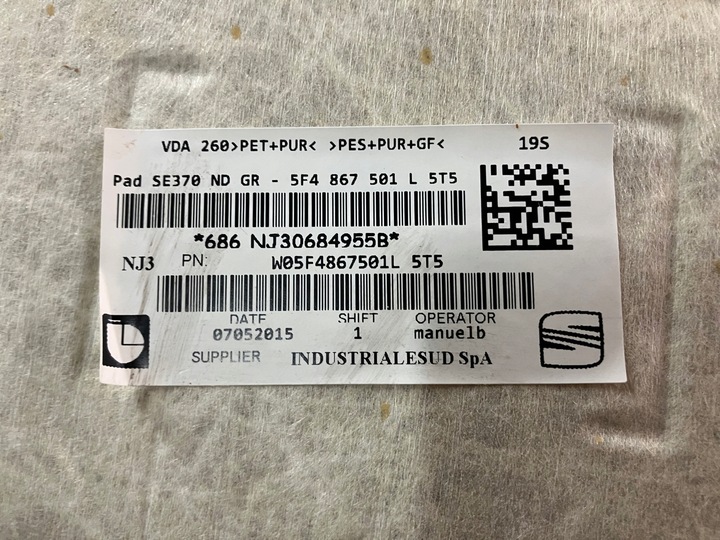 VDA 260>PET+PUR< >PES+PUR+GF< 19S
Pad SE370 ND GR - 5F4 867 501 L 5T5
*686 NJ30684955B*
NJ3 PN: W05F4867501L 5T5
DATE SHIFT OPERATOR
07052015 1 manuelb
SUPPLIER INDUSTRIALESUD SpA